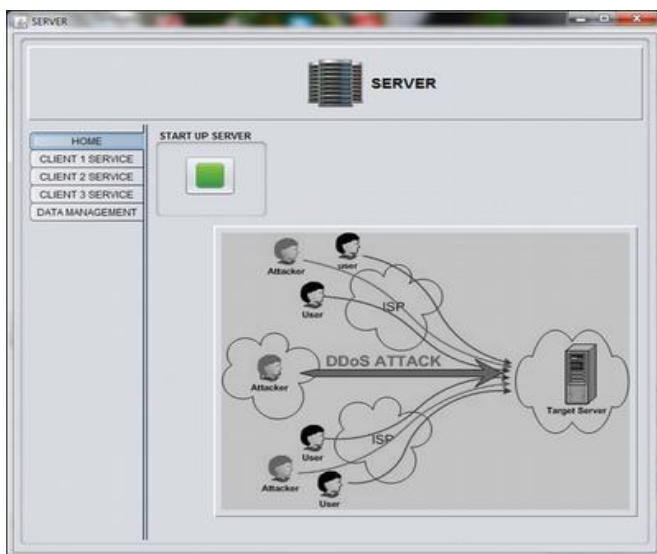 SERVER
SERVER
HOME
CLIENT 1 SERVICE
CLIENT 2 SERVICE
CLIENT 3 SERVICE
DATA MANAGEMENT
START UP SERVER
Attacker
user
User
ISP
DDoS ATTACK
Attacker
Target Server
User
ISP
Attacker
User